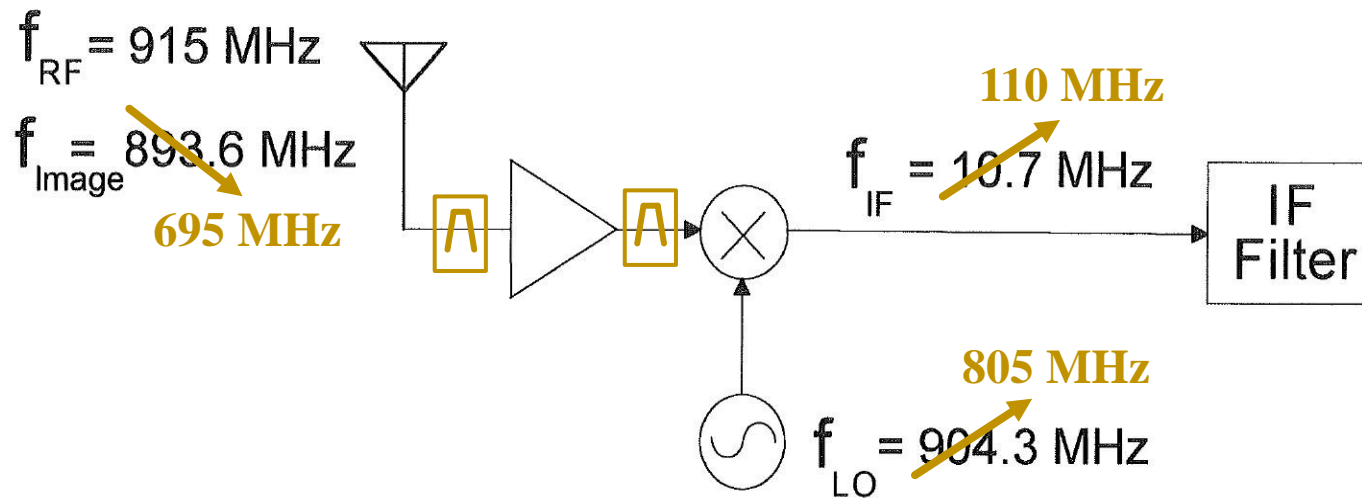 f_RF = 915 MHz
f_Image = 893.6 MHz
695 MHz
110 MHz
f_IF = 10.7 MHz
IF
Filter
805 MHz
f_LO = 904.3 MHz